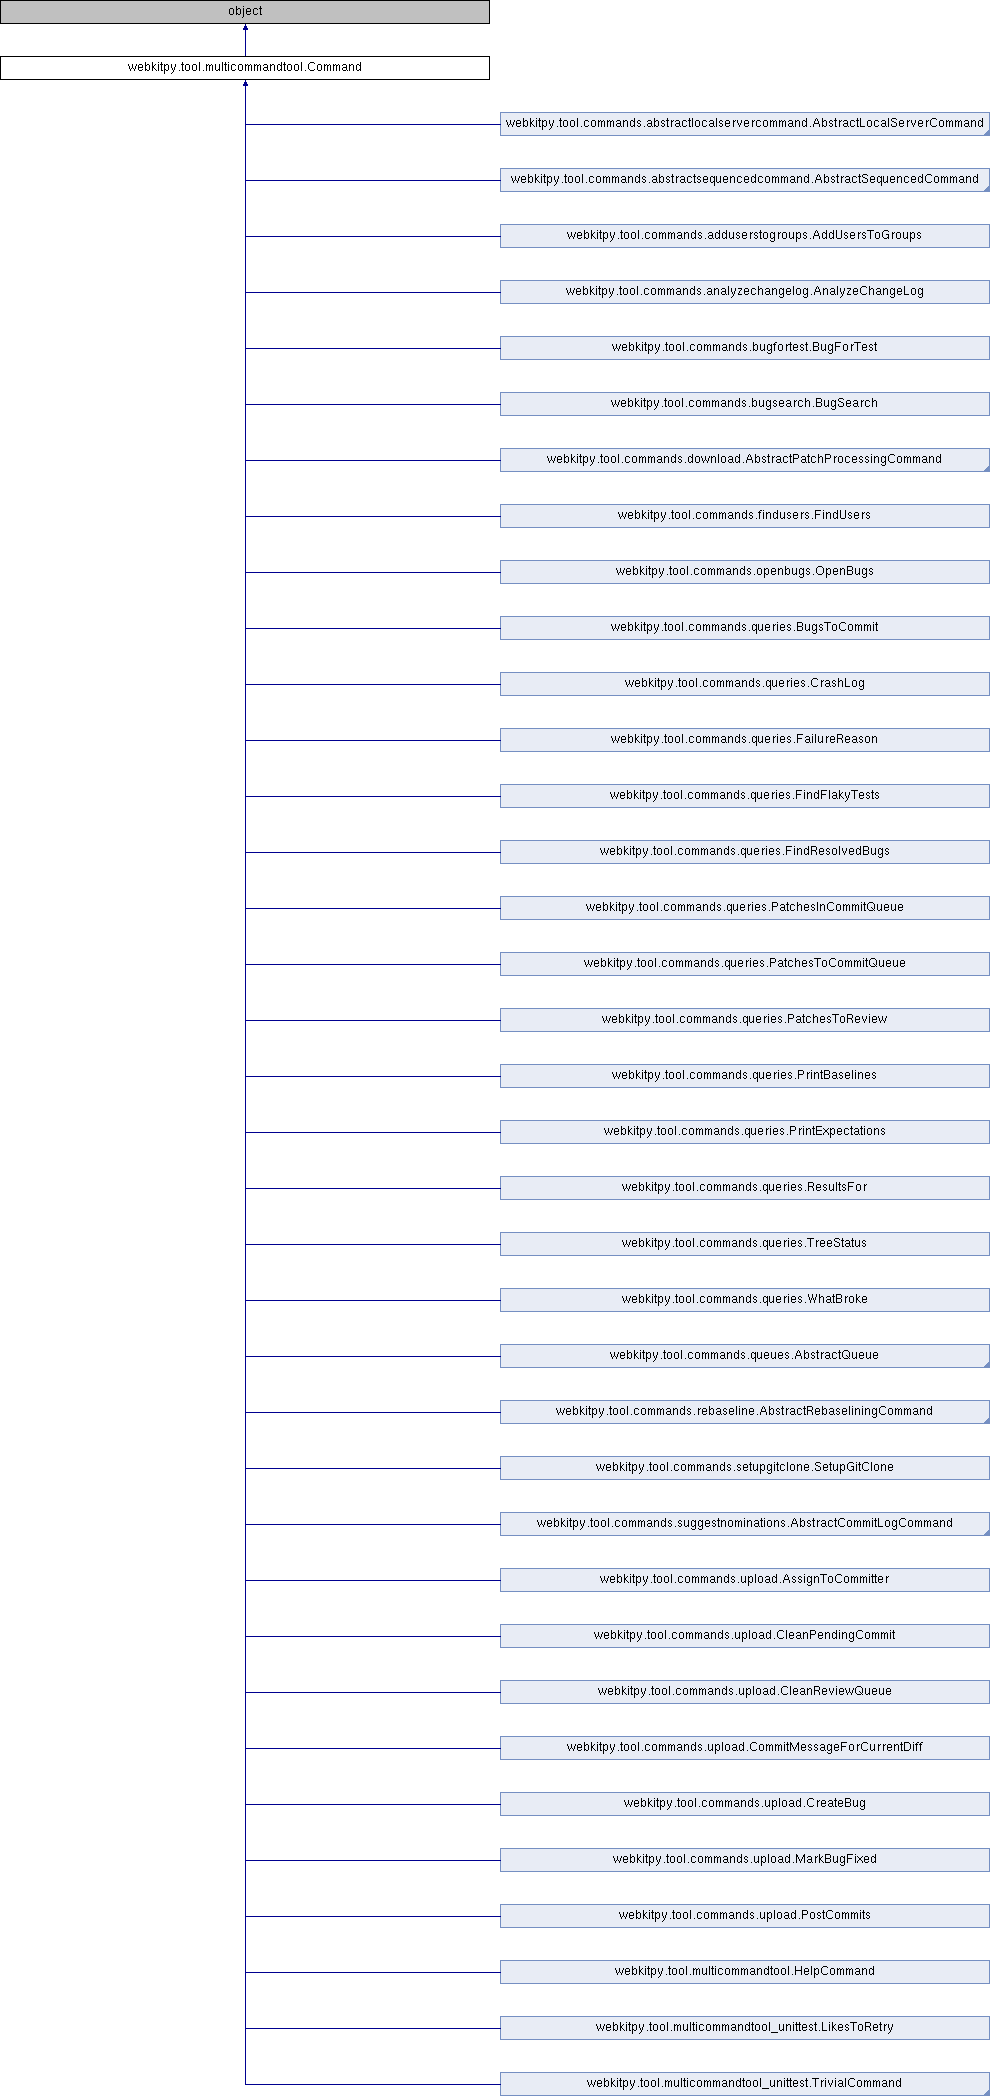 object
webkitpy.tool.multicommandtool.Command
webkitpy.tool.commands.abstractlocalservercommand.AbstractLocalServerCommand
webkitpy.tool.commands.abstractsequencedcommand.AbstractSequencedCommand
webkitpy.tool.commands.adduserstogroups.AddUsersToGroups
webkitpy.tool.commands.analyzechangelog.AnalyzeChangeLog
webkitpy.tool.commands.bugfortest.BugForTest
webkitpy.tool.commands.bugsearch.BugSearch
webkitpy.tool.commands.download.AbstractPatchProcessingCommand
webkitpy.tool.commands.findusers.FindUsers
webkitpy.tool.commands.openbugs.OpenBugs
webkitpy.tool.commands.queries.BugsToCommit
webkitpy.tool.commands.queries.CrashLog
webkitpy.tool.commands.queries.FailureReason
webkitpy.tool.commands.queries.FindFlakyTests
webkitpy.tool.commands.queries.FindResolvedBugs
webkitpy.tool.commands.queries.PatchesInCommitQueue
webkitpy.tool.commands.queries.PatchesToCommitQueue
webkitpy.tool.commands.queries.PatchesToReview
webkitpy.tool.commands.queries.PrintBaselines
webkitpy.tool.commands.queries.PrintExpectations
webkitpy.tool.commands.queries.ResultsFor
webkitpy.tool.commands.queries.TreeStatus
webkitpy.tool.commands.queries.WhatBroke
webkitpy.tool.commands.queues.AbstractQueue
webkitpy.tool.commands.rebaseline.AbstractRebaseliningCommand
webkitpy.tool.commands.setupgitclone.SetupGitClone
webkitpy.tool.commands.suggestnominations.AbstractCommitLogCommand
webkitpy.tool.commands.upload.AssignToCommitter
webkitpy.tool.commands.upload.CleanPendingCommit
webkitpy.tool.commands.upload.CleanReviewQueue
webkitpy.tool.commands.upload.CommitMessageForCurrentDiff
webkitpy.tool.commands.upload.CreateBug
webkitpy.tool.commands.upload.MarkBugFixed
webkitpy.tool.commands.upload.PostCommits
webkitpy.tool.multicommandtool.HelpCommand
webkitpy.tool.multicommandtool_unittest.LikesToRetry
webkitpy.tool.multicommandtool_unittest.TrivialCommand